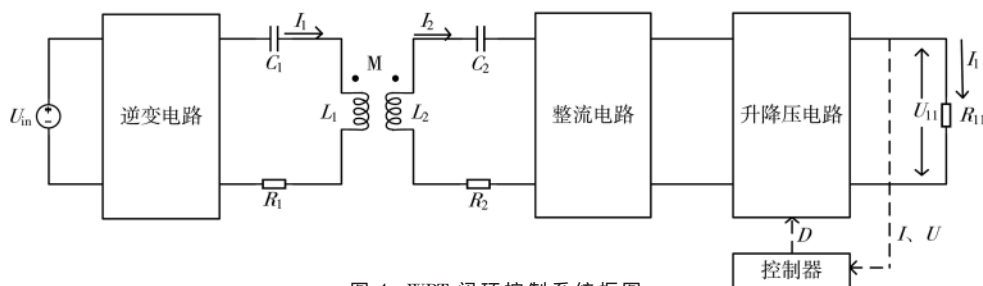 I₁
I₂
C₁
C₂
M
I₁
U_in
逆变电路
L₁
L₂
整流电路
升降压电路
U₁₁
R₁₁
R₁
R₂
D
I、U
控制器